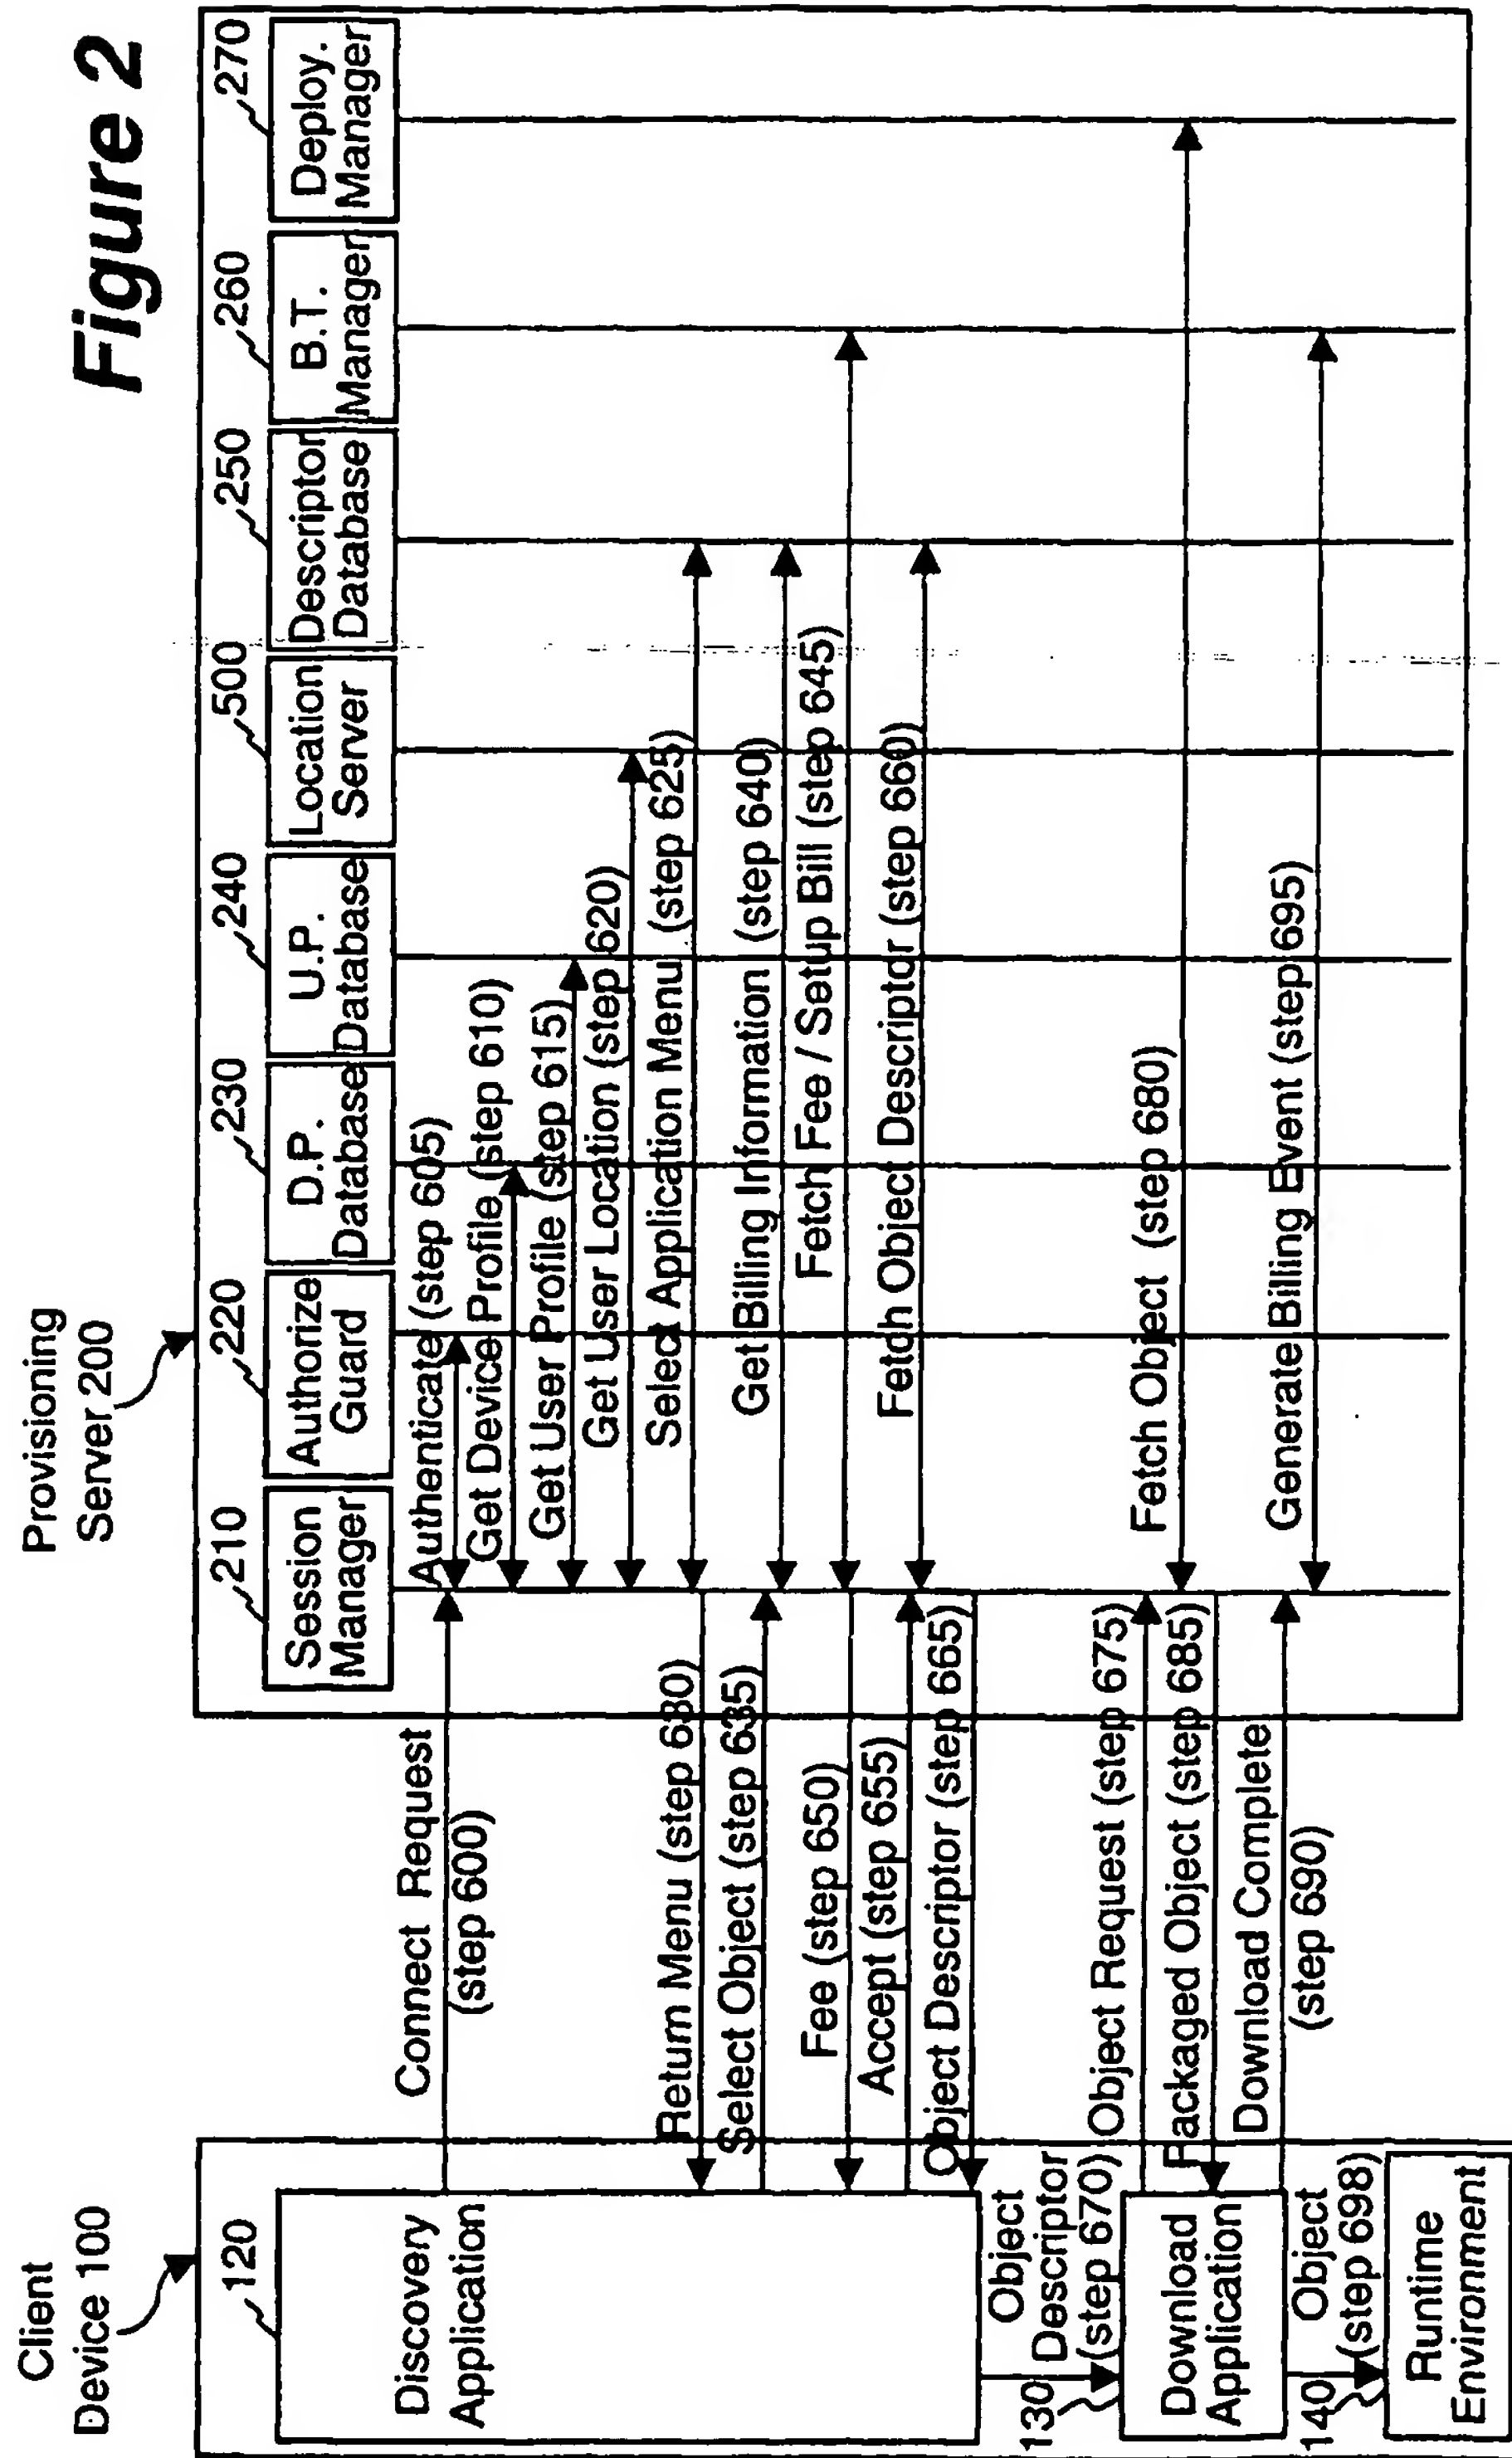 Figure 2
Client
Device 100
Provisioning
Server 200
120
Discovery
Application
210
Session
Manager
220
Authorize
Guard
230
D.P.
Database
240
U.P.
Database
500
Location
Server
250
Descriptor
Database
260
B.T.
Manager
270
Deploy.
Manager
Connect Request
(step 600)
Authenticate (step 605)
Get Device Profile (step 610)
Get User Profile (step 615)
Get User Location (step 620)
Select Application Menu (step 625)
Return Menu (step 630)
Select Object (step 635)
Get Billing Information (step 640)
Fetch Fee / Setup Bill (step 645)
Fee (step 650)
Accept (step 655)
Fetch Object Descriptor (step 660)
Object Descriptor (step 665)
Object
Descriptor
(step 670)
130
Download
Application
Object Request (step 675)
Fetch Object (step 680)
Packaged Object (step 685)
Download Complete
(step 690)
Generate Billing Event (step 695)
Object
(step 698)
140
Runtime
Environment